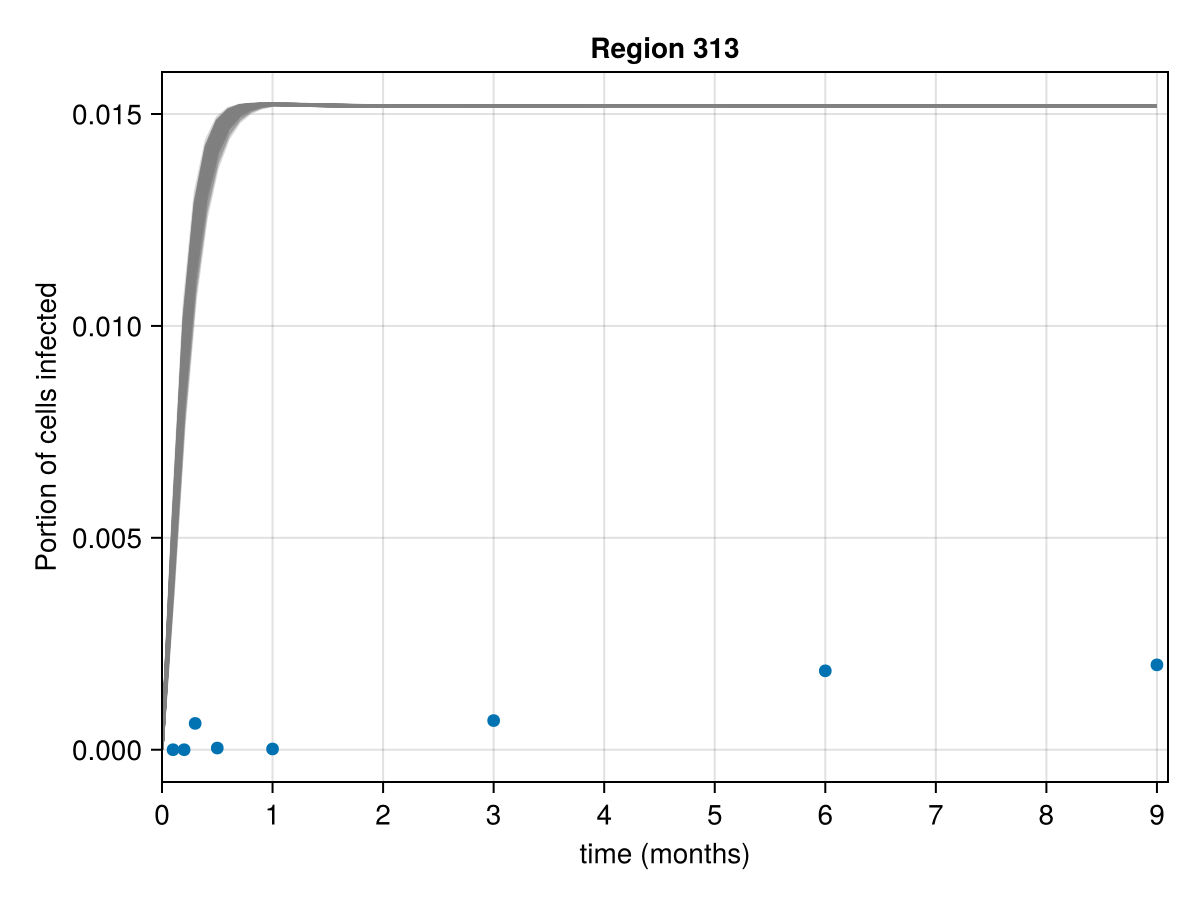 Region 313
Portion of cells infected
0.015
0.010
0.005
0.000
0 1 2 3 4 5 6 7 8 9
time (months)